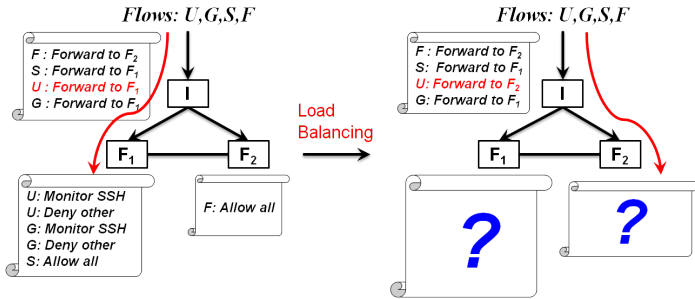 Flows: U,G,S,F
F : Forward to F2
S : Forward to F1
U : Forward to F1
G : Forward to F1
I
F1
F2
U: Monitor SSH
U: Deny other
G: Monitor SSH
G: Deny other
S: Allow all
F: Allow all
Load
Balancing
Flows: U,G,S,F
F : Forward to F2
S: Forward to F1
U: Forward to F2
G: Forward to F1
I
F1
F2
?
?